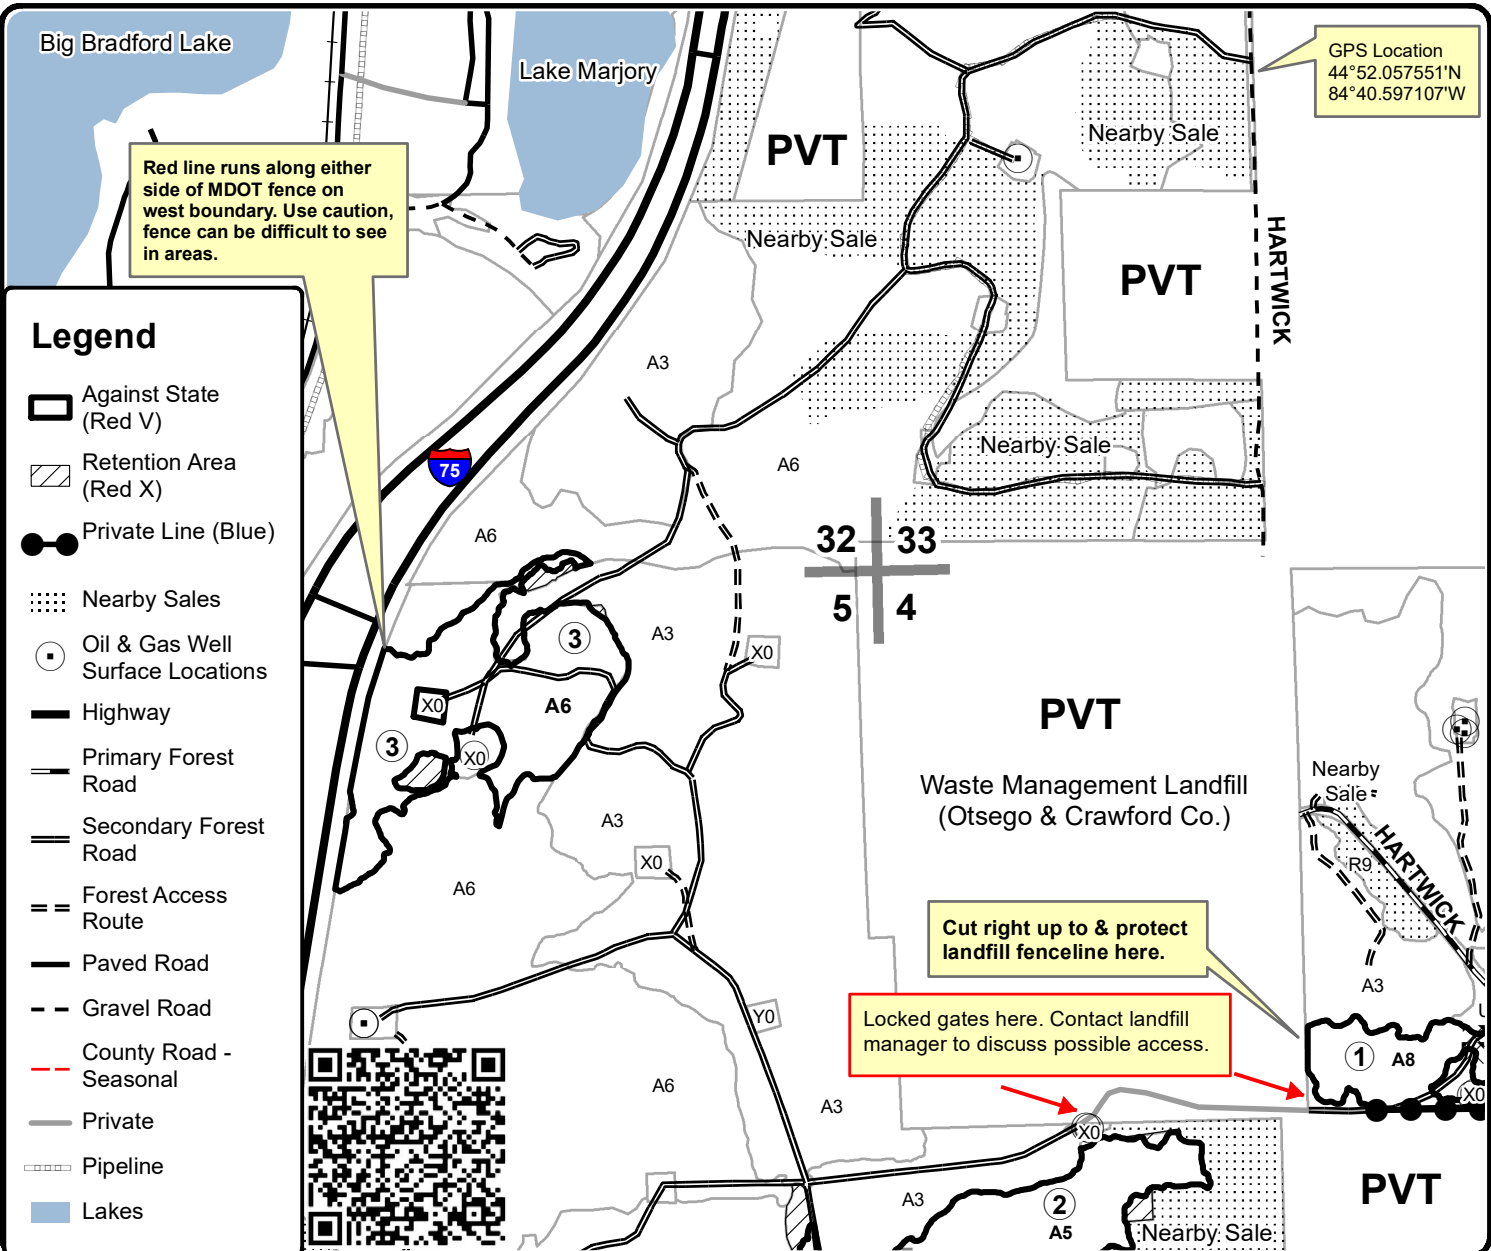 Big Bradford Lake
Lake Marjory
GPS Location
44°52.057551'N
84°40.597107'W
Nearby Sale
PVT
Red line runs along either
side of MDOT fence on
west boundary. Use caution,
fence can be difficult to see
in areas.
Nearby Sale
PVT
HARTWICK
Legend
Against State
(Red V)
Retention Area
(Red X)
Private Line (Blue)
Nearby Sales
Oil & Gas Well
Surface Locations
Highway
Primary Forest
Road
Secondary Forest
Road
Forest Access
Route
Paved Road
Gravel Road
County Road -
Seasonal
Private
Pipeline
Lakes
A3
75
A6
Nearby Sale
A6
32 33
5 4
3
A3
X0
X0
A6
3
X0
PVT
Waste Management Landfill
(Otsego & Crawford Co.)
Nearby
Sale
HARTWICK
R9
A3
X0
A6
Cut right up to & protect
landfill fenceline here.
A3
Locked gates here. Contact landfill
manager to discuss possible access.
Y0
1 A8
X0
A6
A3
X0
PVT
A3
2
A5
Nearby Sale